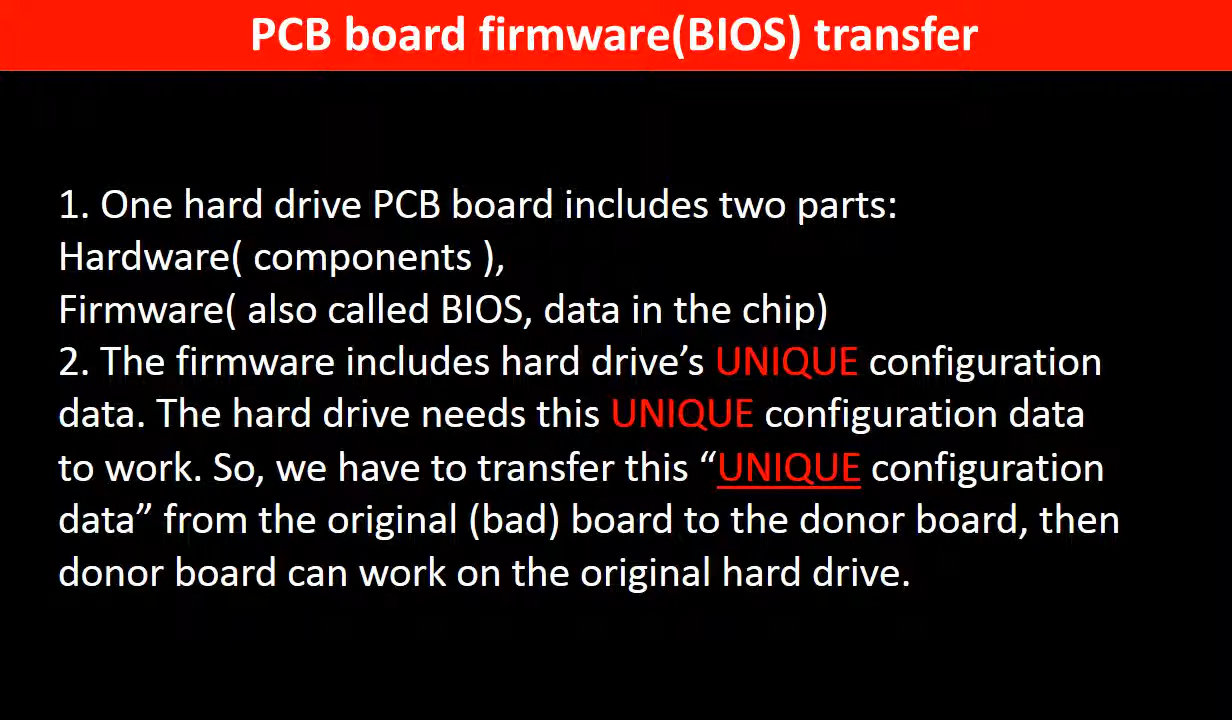 PCB board firmware(BIOS) transfer
1. One hard drive PCB board includes two parts:
Hardware( components ),
Firmware( also called BIOS, data in the chip)
2. The firmware includes hard drive’s UNIQUE configuration
data. The hard drive needs this UNIQUE configuration data
to work. So, we have to transfer this “UNIQUE configuration
data” from the original (bad) board to the donor board, then
donor board can work on the original hard drive.